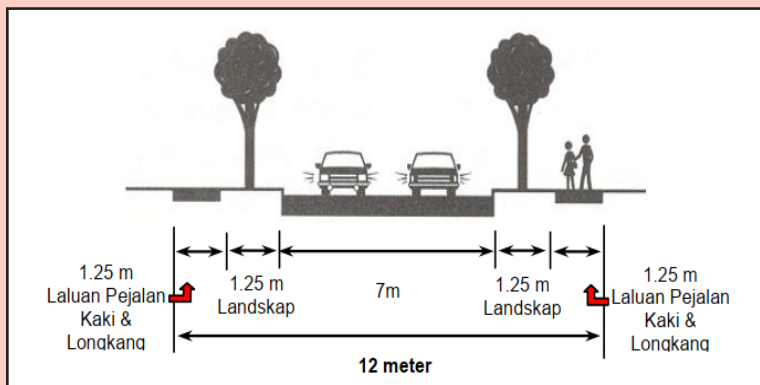 1.25 m
Laluan Pejalan
Kaki &
Longkang
1.25 m
Landskap
7m
1.25 m
Landskap
1.25 m
Laluan Pejalan
Kaki &
Longkang
12 meter